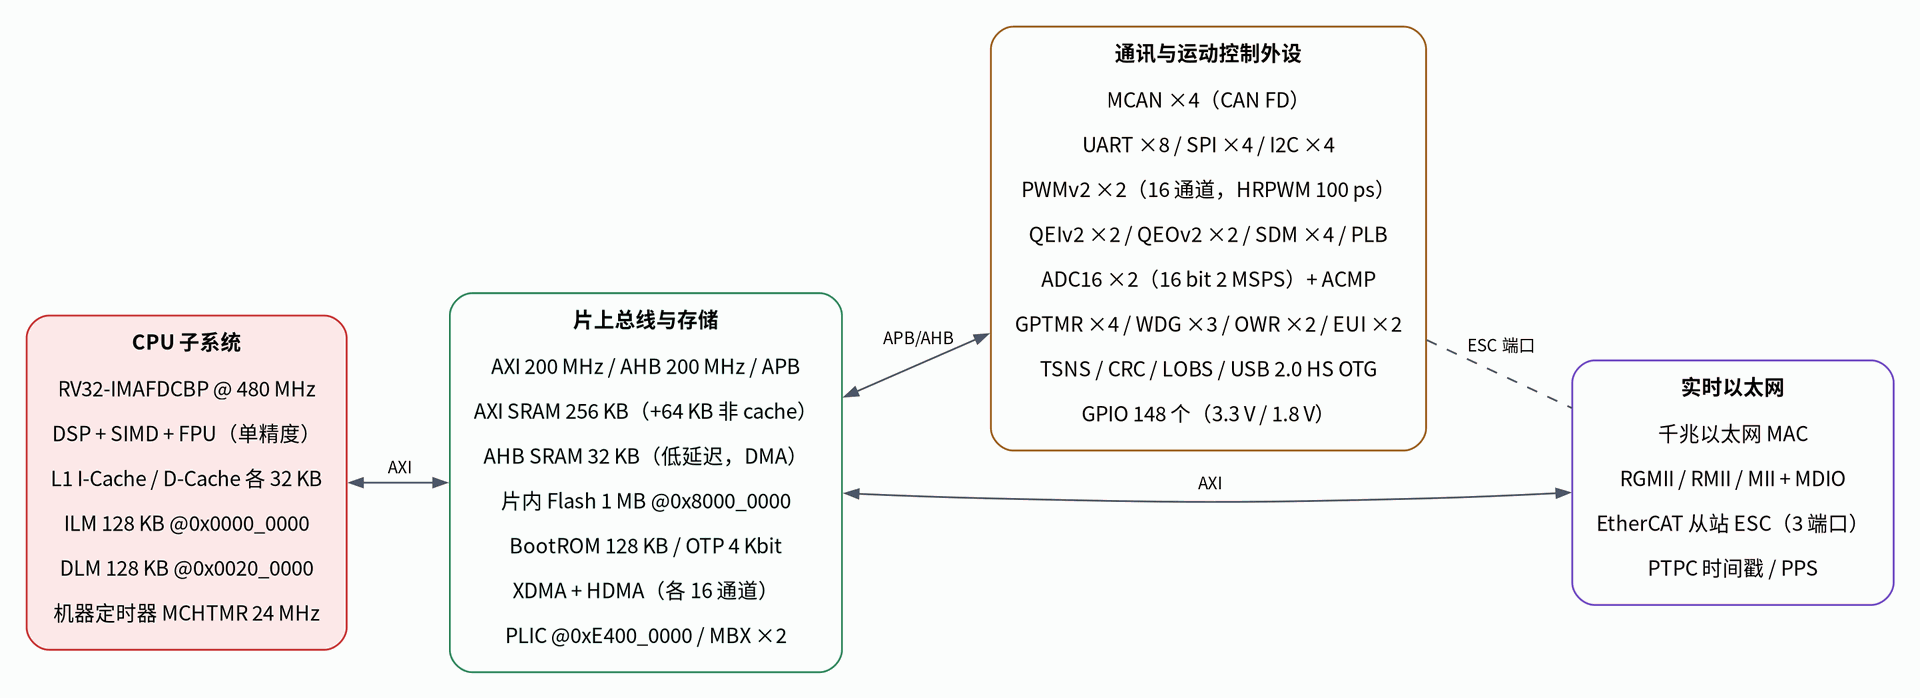 CPU 子系统
RV32-IMAFDCBP @ 480 MHz
DSP + SIMD + FPU（单精度）
L1 I-Cache / D-Cache 各 32 KB
ILM 128 KB @0x0000_0000
DLM 128 KB @0x0020_0000
机器定时器 MCHTMR 24 MHz
AXI
片上总线与存储
AXI 200 MHz / AHB 200 MHz / APB
AXI SRAM 256 KB（+64 KB 非 cache）
AHB SRAM 32 KB（低延迟，DMA）
片内 Flash 1 MB @0x8000_0000
BootROM 128 KB / OTP 4 Kbit
XDMA + HDMA（各 16 通道）
PLIC @0xE400_0000 / MBX ×2
APB/AHB
通讯与运动控制外设
MCAN ×4（CAN FD）
UART ×8 / SPI ×4 / I2C ×4
PWMv2 ×2（16 通道，HRPWM 100 ps）
QEIv2 ×2 / QEOv2 ×2 / SDM ×4 / PLB
ADC16 ×2（16 bit 2 MSPS）+ ACMP
GPTMR ×4 / WDG ×3 / OWR ×2 / EUI ×2
TSNS / CRC / LOBS / USB 2.0 HS OTG
GPIO 148 个（3.3 V / 1.8 V）
AXI
ESC 端口
实时以太网
千兆以太网 MAC
RGMII / RMII / MII + MDIO
EtherCAT 从站 ESC（3 端口）
PTPC 时间戳 / PPS